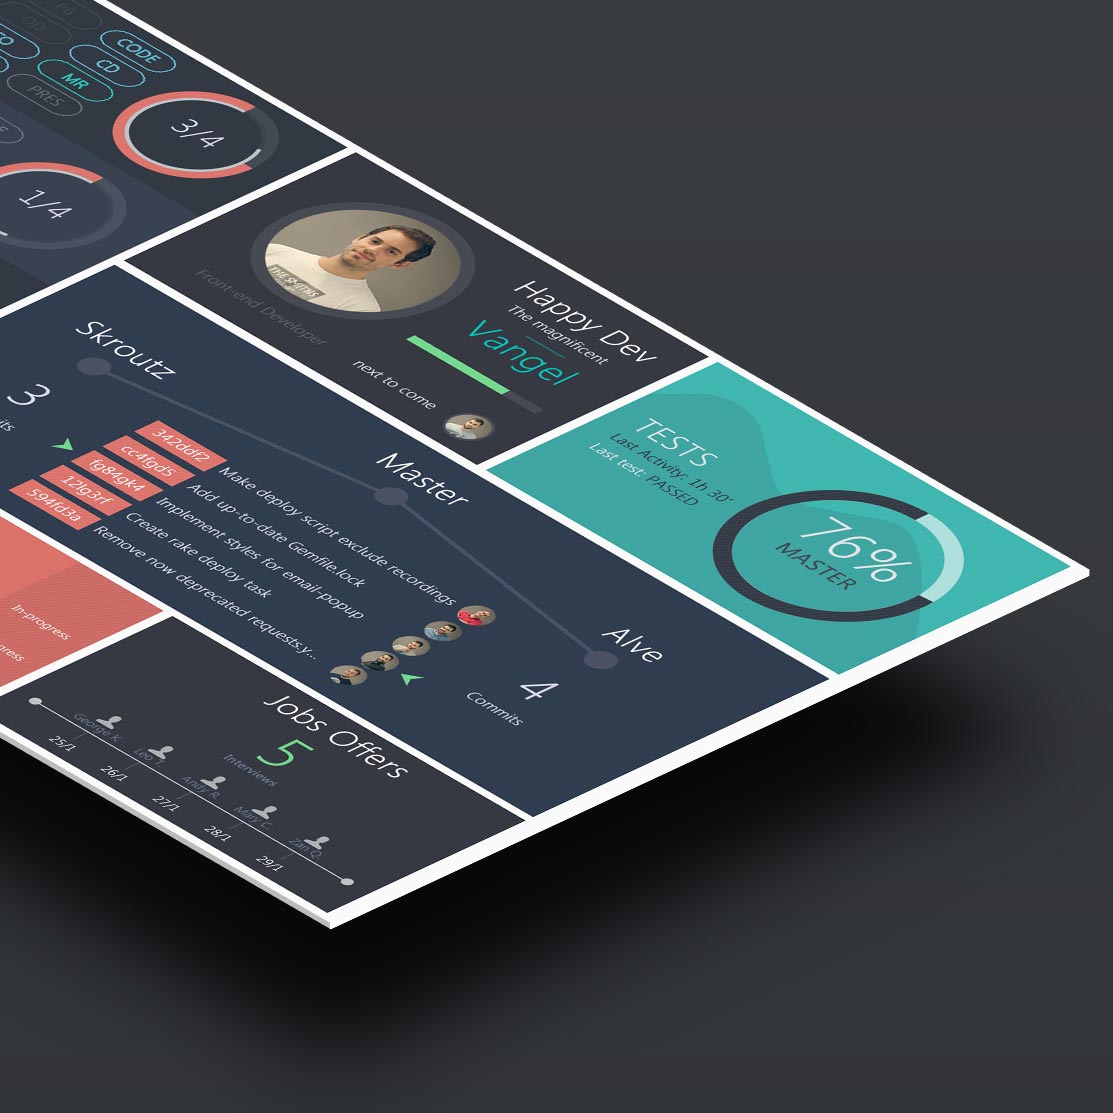 PB
DD
CODE
CD
MR
PRES
3/4
1/4
Happy Dev
The magnificent
Vangel
THE SMITHS
Front-end Developer
next to come
TESTS
Last Activity: 1h 30'
Last test: PASSED
76%
MASTER
Skroutz
Master
Alve
3
342ddf2 Make deploy script exclude recordings
cc4fgd5 Add up-to-date Gemfile.lock
fg84gk4 Implement styles for email-popup
12lg3rf Create rake deploy task
594fd3a Remove now deprecated requests.y...
4
Commits
In-progress
Jobs Offers
5
Interviews
George K.
Leo T.
Andy R.
Mary C.
Zan Q.
25/1
26/1
27/1
28/1
29/1